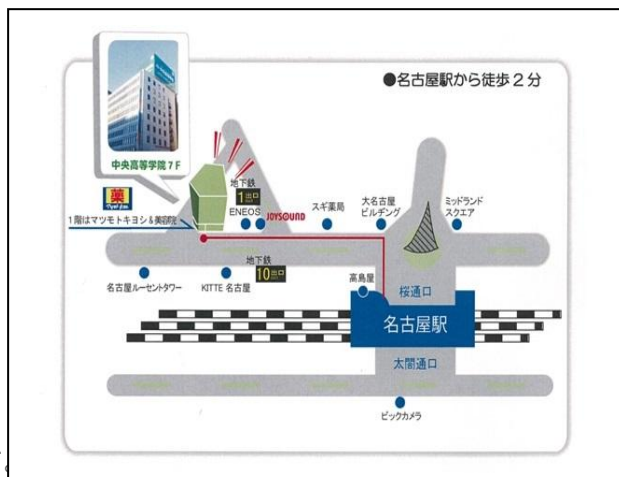 ●名古屋駅から徒歩2分
中央高等学院7F
薬
地下鉄
1出口
1階はマツモトキヨシ&美容院
ENEOS
JOYSOUND
スギ薬局
大名古屋
ビルヂング
ミッドランド
スクエア
地下鉄
10出口
名古屋ルーセントタワー
KITTE 名古屋
高島屋
桜通口
名古屋駅
太閤通口
ビックカメラ